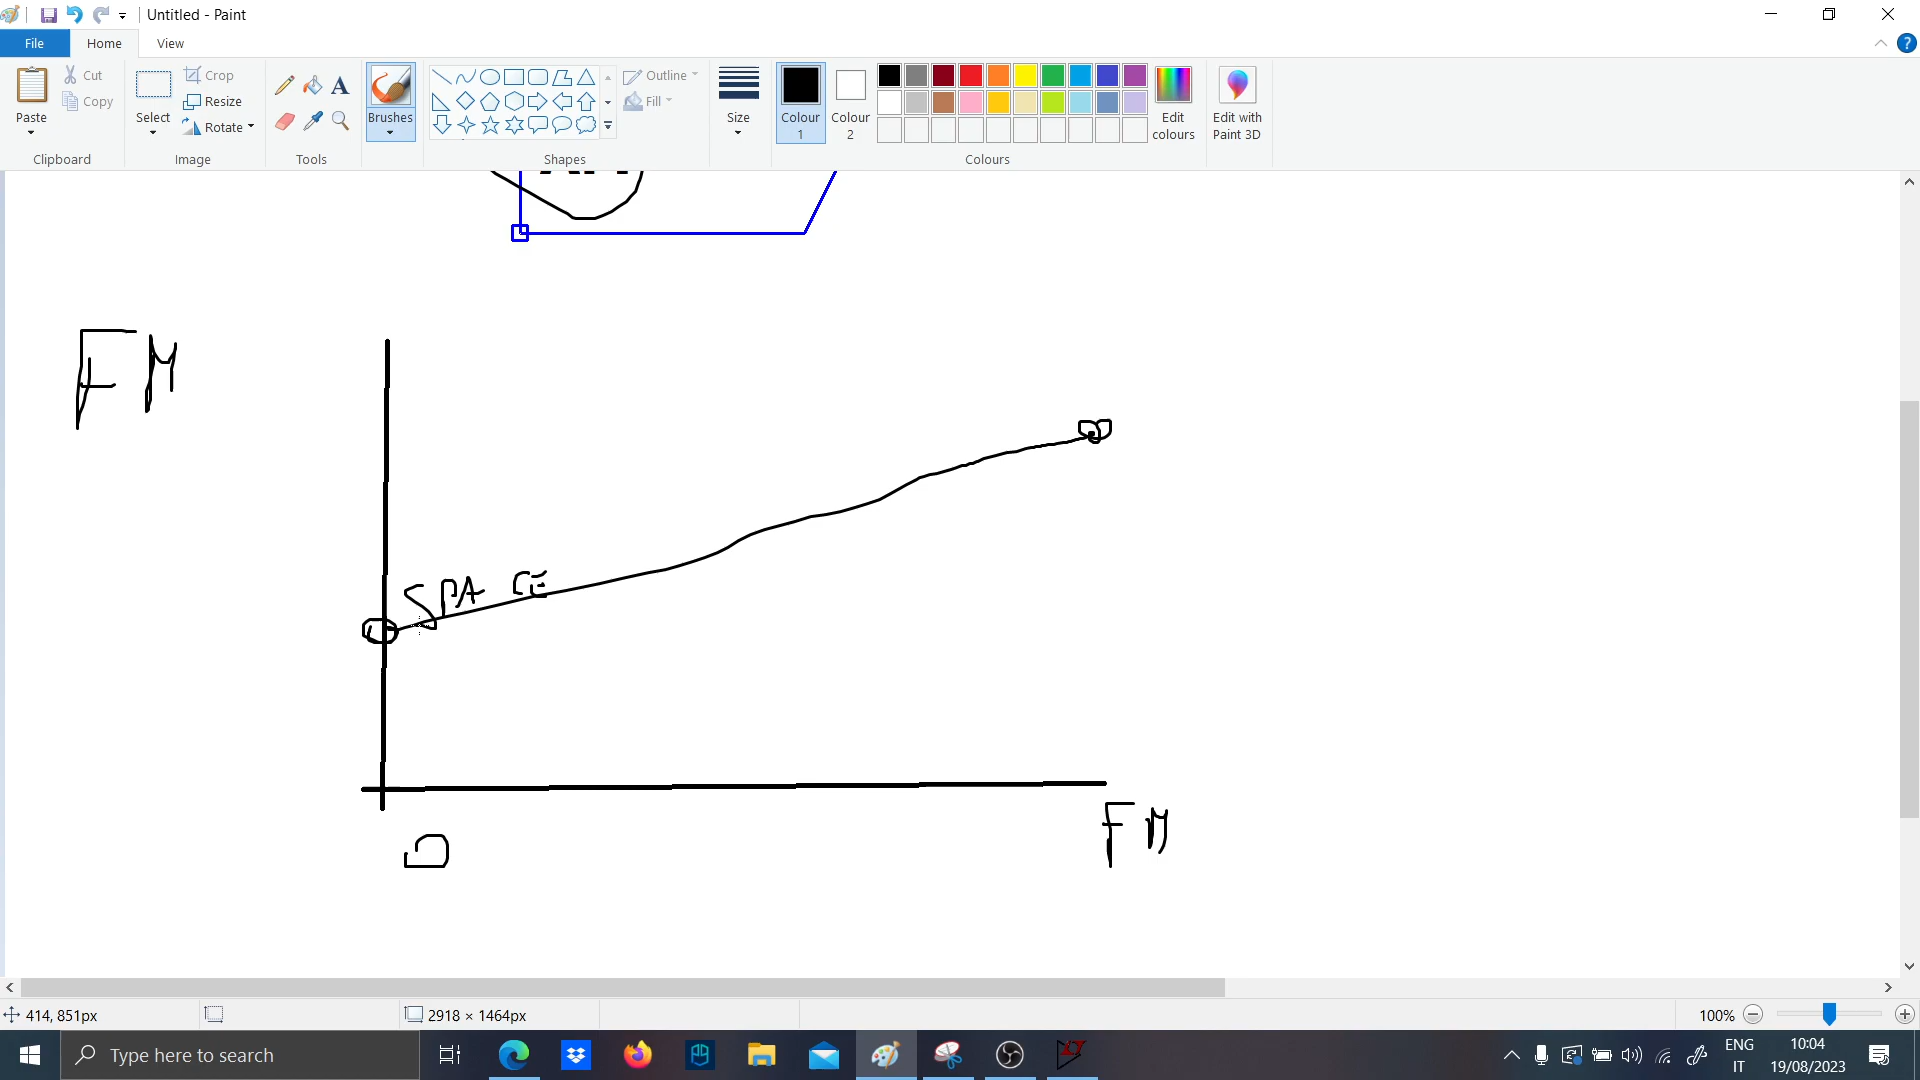 Untitled - Paint
File Home View
Paste
Cut
Copy
Clipboard
Select
Crop
Resize
Rotate
Image
Tools
Brushes
Shapes
Outline
Fill
Size
Colour 1
Colour 2
Edit colours
Edit with Paint 3D
Colours
FM
SPACE
FM
0
414, 851px
2918 × 1464px
100%
Type here to search
ENG
IT
10:04
19/08/2023